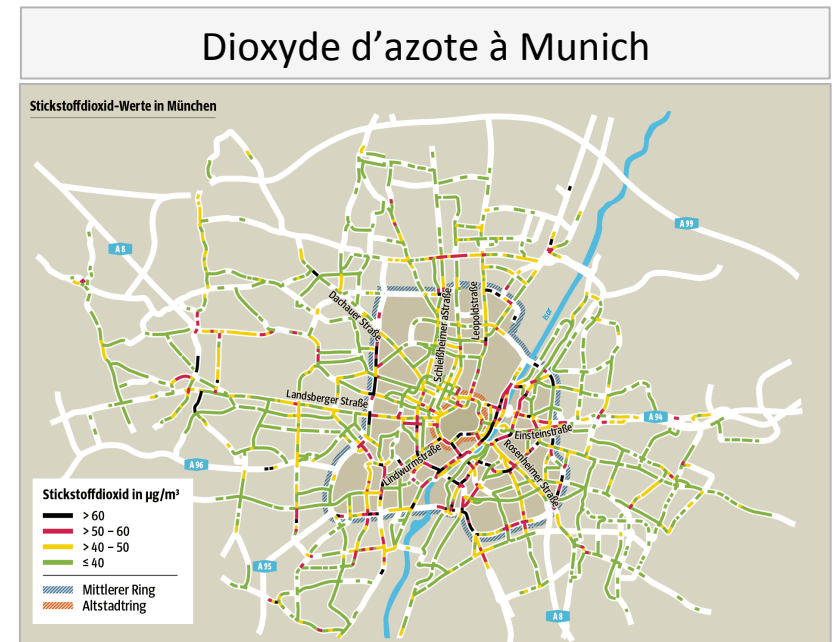 Dioxyde d'azote à Munich
Stickstoffdioxid-Werte in München
A 99
A 8
Isar
Dachauer Straße
Schleißheimer aStraße
Leopoldstraße
Landsberger Straße
A 94
Einsteinstraße
Lindwurmstraße
Rosenheimer Straße
A 96
Stickstoffdioxid in µg/m³
> 60
> 50 – 60
> 40 – 50
≤ 40
Mittlerer Ring
Altstadtring
A 95
A 8